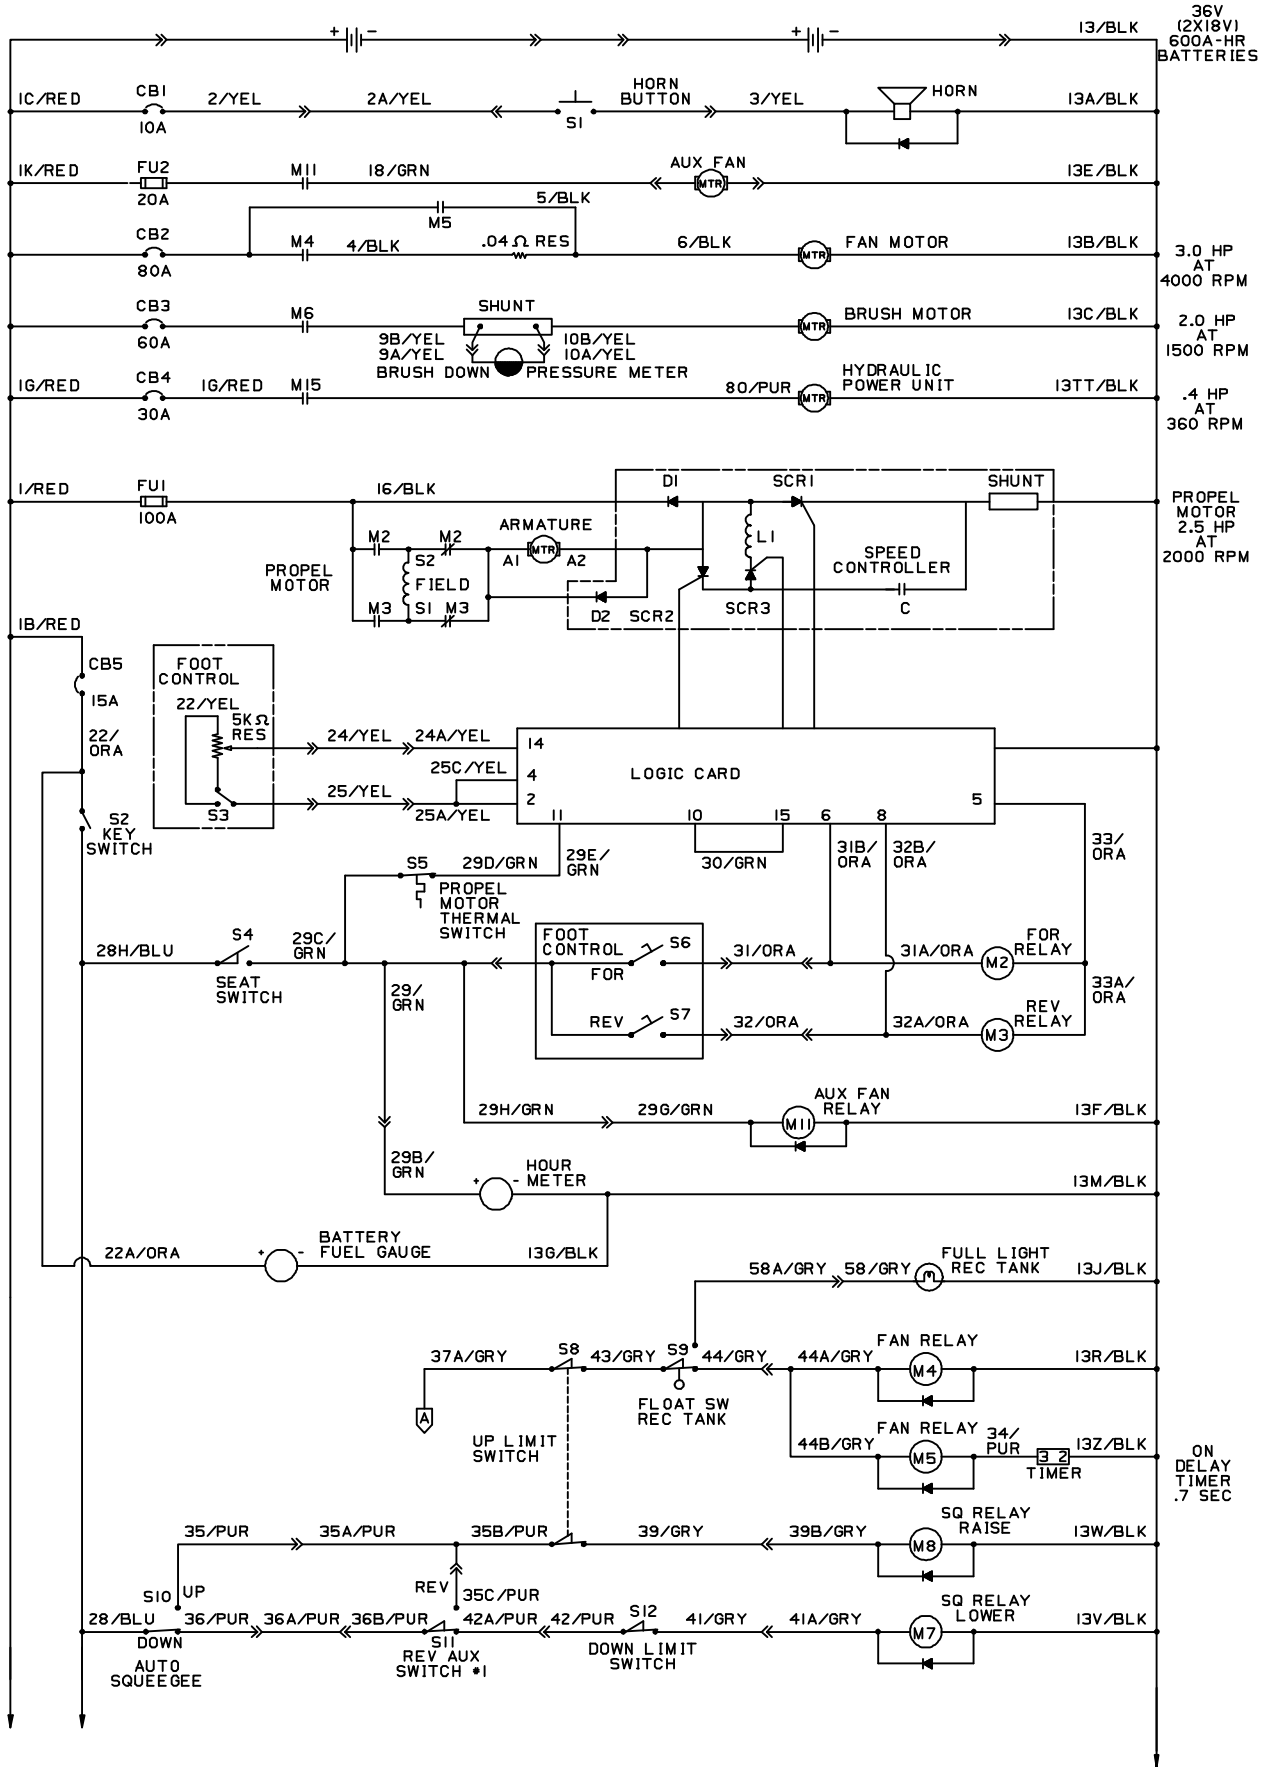 36V
(2X18V)
600A-HR
BATTERIES
+ - + - 13/BLK
1C/RED CB1 10A 2/YEL 2A/YEL S1 HORN BUTTON 3/YEL HORN 13A/BLK
1K/RED FU2 20A M11 18/GRN AUX FAN MTR 13E/BLK
5/BLK
M5
CB2 80A M4 4/BLK .04 Ω RES 6/BLK MTR FAN MOTOR 13B/BLK
3.0 HP
AT
4000 RPM
CB3 60A M6 SHUNT MTR BRUSH MOTOR 13C/BLK
2.0 HP
AT
1500 RPM
9B/YEL 10B/YEL
9A/YEL 10A/YEL
BRUSH DOWN PRESSURE METER
1G/RED CB4 30A 1G/RED M15 80/PUR MTR HYDRAULIC POWER UNIT 13TT/BLK
.4 HP
AT
360 RPM
1/RED FU1 100A 16/BLK D1 SCR1 SHUNT
PROPEL
MOTOR
2.5 HP
AT
2000 RPM
ARMATURE
M2 M2 A1 MTR A2 L1
S2
FIELD
S1
PROPEL
MOTOR
M3 M3
SPEED
CONTROLLER
D2 SCR2 SCR3 C
1B/RED
CB5
15A
22/
ORA
FOOT
CONTROL
22/YEL
5K Ω
RES
S3
24/YEL 24A/YEL 14
25C/YEL 4
25/YEL 25A/YEL 2
LOGIC CARD
5
11 10 15 6 8
S2
KEY
SWITCH
30/GRN
31B/
ORA
32B/
ORA
33/
ORA
S5 29D/GRN
29E/
GRN
PROPEL
MOTOR
THERMAL
SWITCH
28H/BLU S4
SEAT
SWITCH
29C/
GRN
FOOT
CONTROL
FOR
S6 31/ORA 31A/ORA M2
FOR
RELAY
29/
GRN
33A/
ORA
REV S7 32/ORA 32A/ORA M3
REV
RELAY
29H/GRN 29G/GRN M11
AUX FAN
RELAY
13F/BLK
29B/
GRN
+ -
HOUR
METER
13M/BLK
22A/ORA + -
BATTERY
FUEL GAUGE
13G/BLK
58A/GRY 58/GRY
FULL LIGHT
REC TANK
13J/BLK
37A/GRY S8 43/GRY S9 44/GRY 44A/GRY FAN RELAY M4 13R/BLK
A
FLOAT SW
REC TANK
UP LIMIT
SWITCH
44B/GRY FAN RELAY M5
34/
PUR
3 2
TIMER
13Z/BLK
ON
DELAY
TIMER
.7 SEC
35/PUR 35A/PUR 35B/PUR 39/GRY 39B/GRY M8
SQ RELAY
RAISE
13W/BLK
S10 UP REV 35C/PUR
28/BLU DOWN 36/PUR 36A/PUR 36B/PUR S11 42A/PUR 42/PUR S12 41/GRY 41A/GRY M7
SQ RELAY
LOWER
13V/BLK
AUTO
SQUEEGEE
REV AUX
SWITCH #1
DOWN LIMIT
SWITCH